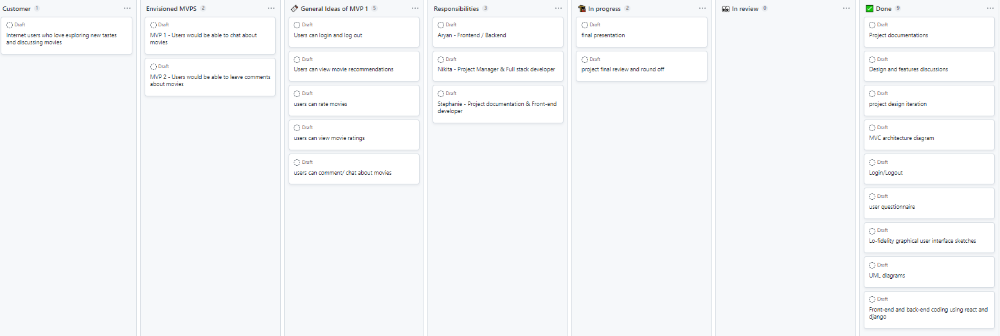 Customer 1
Draft
Internet users who love exploring new tastes
and discussing movies
Envisioned MVPS 2
Draft
MVP 1 - Users would be able to chat about
movies
Draft
MVP 2 - Users would be able to leave comments
about movies
General Ideas of MVP 1 5
Draft
Users can login and log out
Draft
Users can view movie recommendations
Draft
users can rate movies
Draft
users can view movie ratings
Draft
users can comment/ chat about movies
Responsibilities 3
Draft
Aryan - Frontend / Backend
Draft
Nikita - Project Manager & Full stack developer
Draft
Stephanie - Project documentation & Front-end
developer
In progress 2
Draft
final presentation
Draft
project final review and round off
In review 0
Done 9
Draft
Project documentations
Draft
Design and features discussions
Draft
project design iteration
Draft
MVC architecture diagram
Draft
Login/Logout
Draft
user questionnaire
Draft
Lo-fidelity graphical user interface sketches
Draft
UML diagrams
Draft
Front-end and back-end coding using react and
django